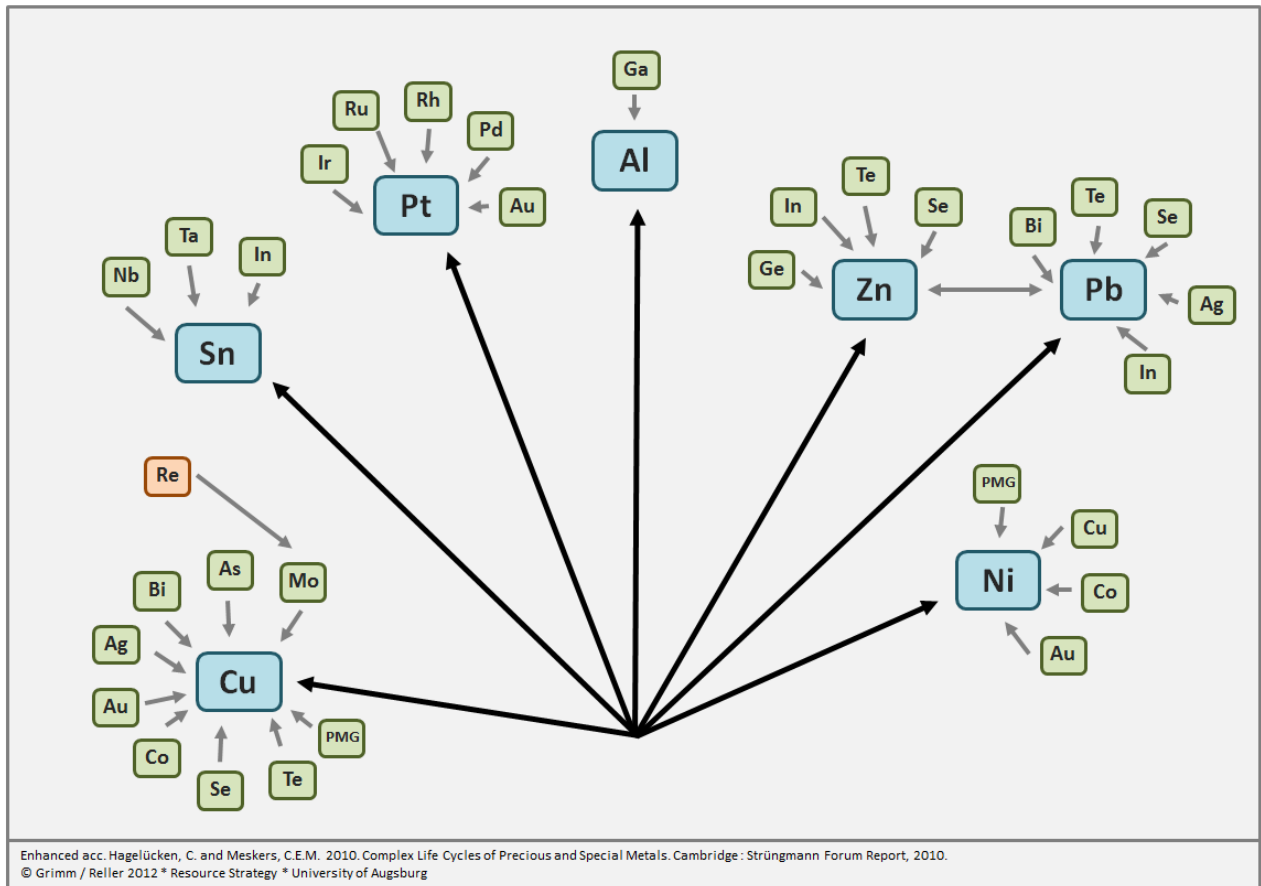 Ga
Al
Ru
Rh
Pd
Ir
Au
Pt
In
Te
Se
Ge
Zn
Bi
Te
Se
Ag
In
Pb
Nb
Ta
In
Sn
Re
Mo
As
Bi
Ag
Au
Co
Se
Te
PMG
Cu
PMG
Cu
Co
Au
Ni
Enhanced acc. Hagelücken, C. and Meskers, C.E.M. 2010. Complex Life Cycles of Precious and Special Metals. Cambridge: Strüngmann Forum Report, 2010.
© Grimm / Reller 2012 * Resource Strategy * University of Augsburg